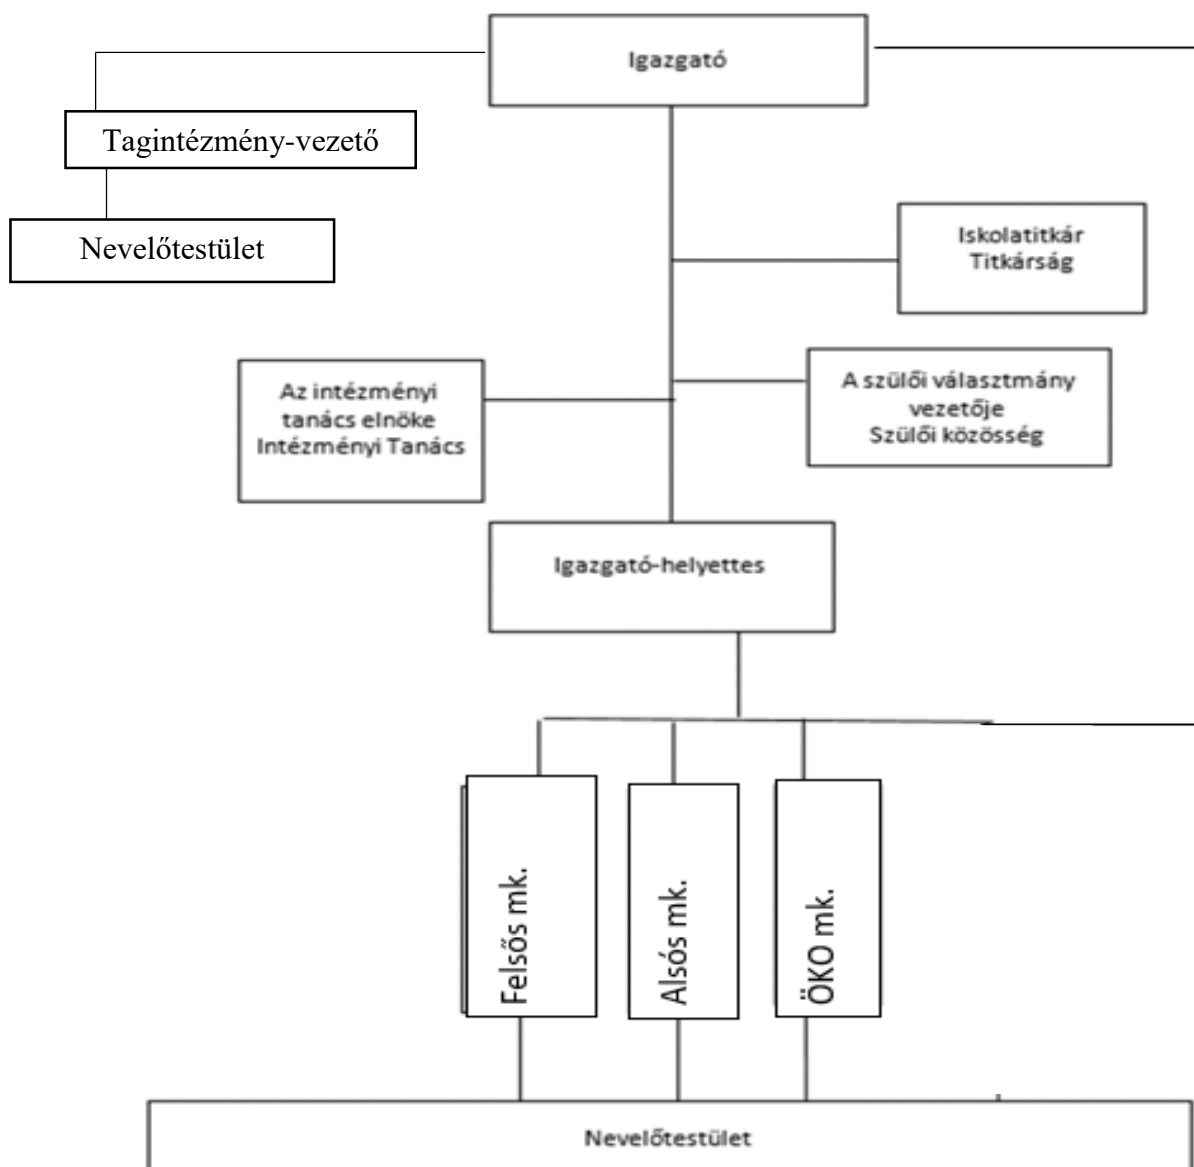 Igazgató
Tagintézmény-vezető
Nevelőtestület
Iskolatitkár
Titkárság
Az intézményi
tanács elnöke
Intézményi Tanács
A szülői választmány
vezetője
Szülői közösség
Igazgató-helyettes
Felsős mk.
Alsós mk.
ÖKO mk.
Nevelőtestület